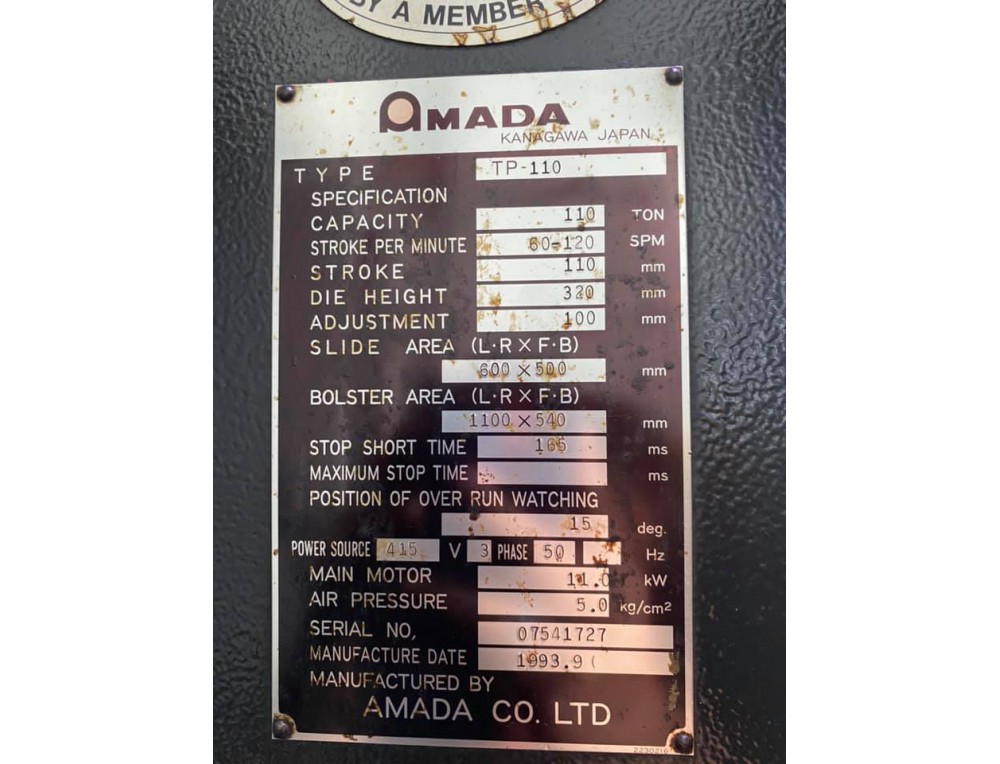 BY A MEMBER
AMADA
KANAGAWA JAPAN
TYPE TP-110
SPECIFICATION
CAPACITY 110 TON
STROKE PER MINUTE 60-120 SPM
STROKE 110 mm
DIE HEIGHT 320 mm
ADJUSTMENT 100 mm
SLIDE AREA (L·R×F·B)
600×500 mm
BOLSTER AREA (L·R×F·B)
1100×540 mm
STOP SHORT TIME 165 ms
MAXIMUM STOP TIME ms
POSITION OF OVER RUN WATCHING
15 deg.
POWER SOURCE 415 V 3 PHASE 50 Hz
MAIN MOTOR 11.0 kW
AIR PRESSURE 5.0 kg/cm²
SERIAL NO, 07541727
MANUFACTURE DATE 1993.9
MANUFACTURED BY
AMADA CO. LTD